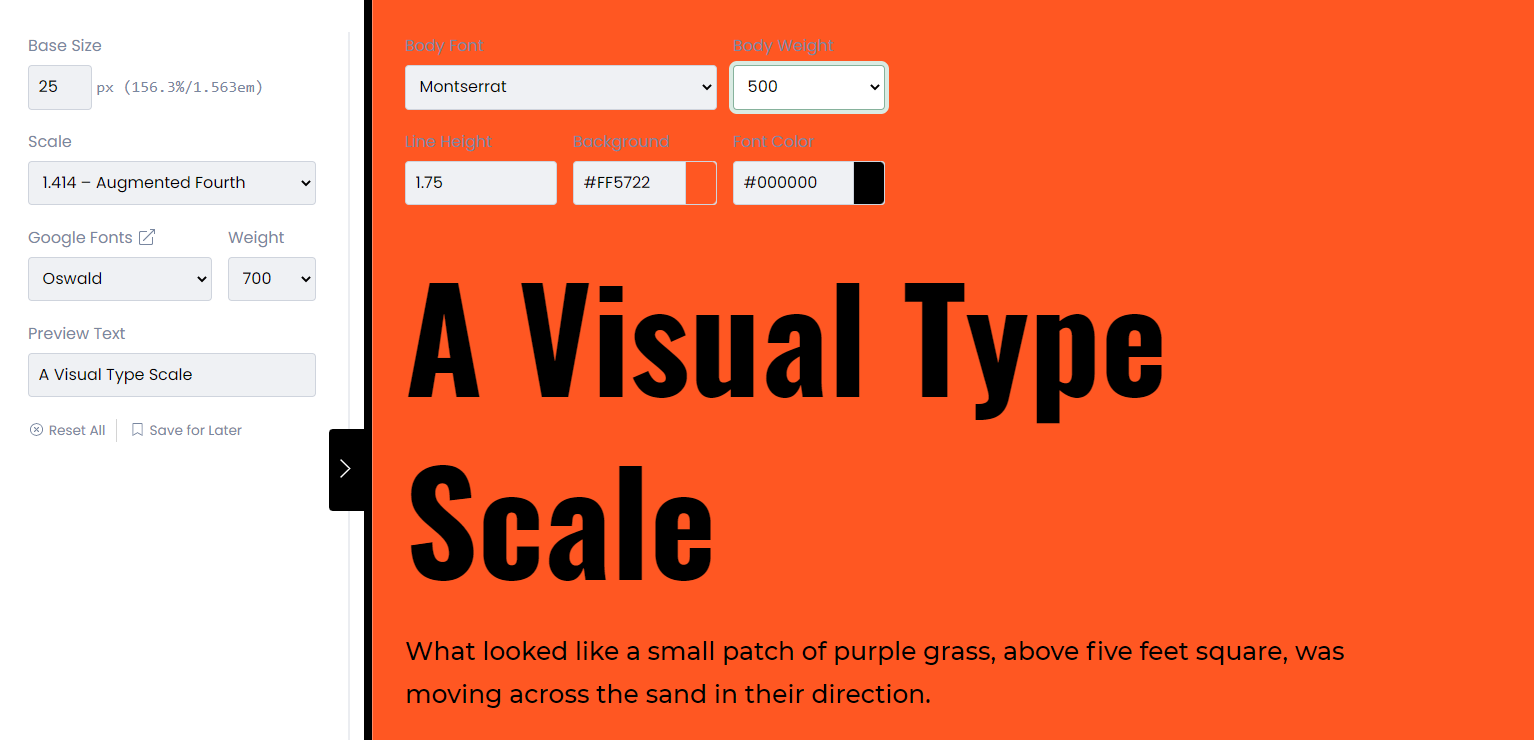 Base Size
25 px (156.3%/1.563em)
Scale
1.414 – Augmented Fourth
Google Fonts Weight
Oswald 700
Preview Text
A Visual Type Scale
Reset All Save for Later
Body Font Body Weight
Montserrat 500
Line Height Background Font Color
1.75 #FF5722 #000000
A Visual Type
Scale
What looked like a small patch of purple grass, above five feet square, was
moving across the sand in their direction.